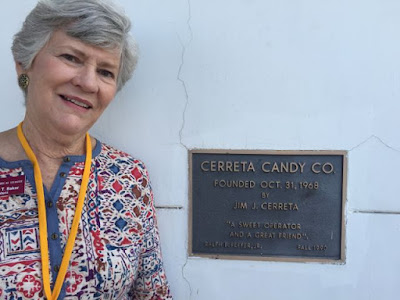 CERRETA CANDY CO.
FOUNDED OCT. 31, 1968
BY
JIM J. CERRETA
"A SWEET OPERATOR
AND A GREAT FRIEND"